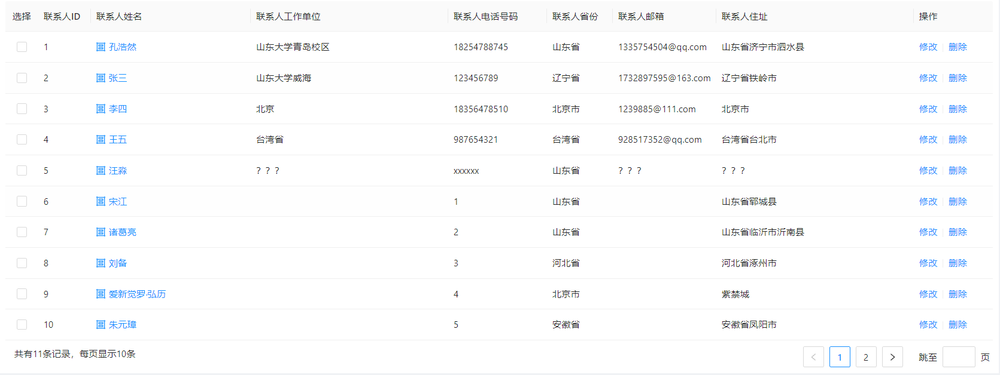 选择 联系人ID 联系人姓名 联系人工作单位 联系人电话号码 联系人省份 联系人邮箱 联系人住址 操作
1 孔浩然 山东大学青岛校区 18254788745 山东省 1335754504@qq.com 山东省济宁市泗水县 修改 删除
2 张三 山东大学威海 123456789 辽宁省 1732897595@163.com 辽宁省铁岭市 修改 删除
3 李四 北京 18356478510 北京市 1239885@111.com 北京市 修改 删除
4 王五 台湾省 987654321 台湾省 928517352@qq.com 台湾省台北市 修改 删除
5 汪淼 ？？？ xxxxxx 山东省 ？？？ ？？？ 修改 删除
6 宋江 1 山东省 山东省郓城县 修改 删除
7 诸葛亮 2 山东省 山东省临沂市沂南县 修改 删除
8 刘备 3 河北省 河北省涿州市 修改 删除
9 爱新觉罗·弘历 4 北京市 紫禁城 修改 删除
10 朱元璋 5 安徽省 安徽省凤阳市 修改 删除
共有11条记录，每页显示10条 < 1 2 > 跳至 页